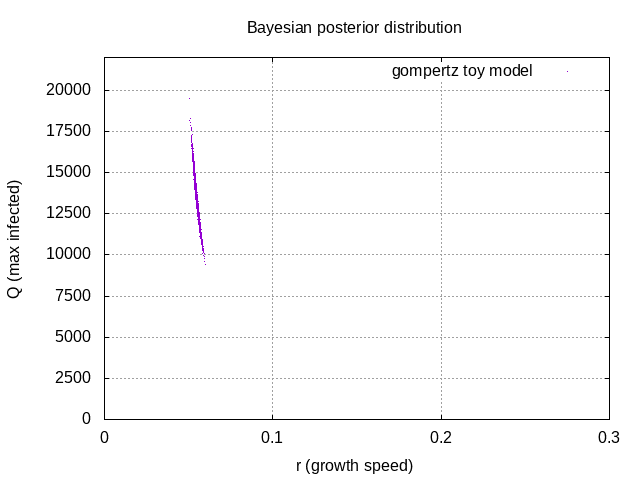 Bayesian posterior distribution
gompertz toy model
20000
17500
15000
12500
10000
7500
5000
2500
0
Q (max infected)
0 0.1 0.2 0.3
r (growth speed)